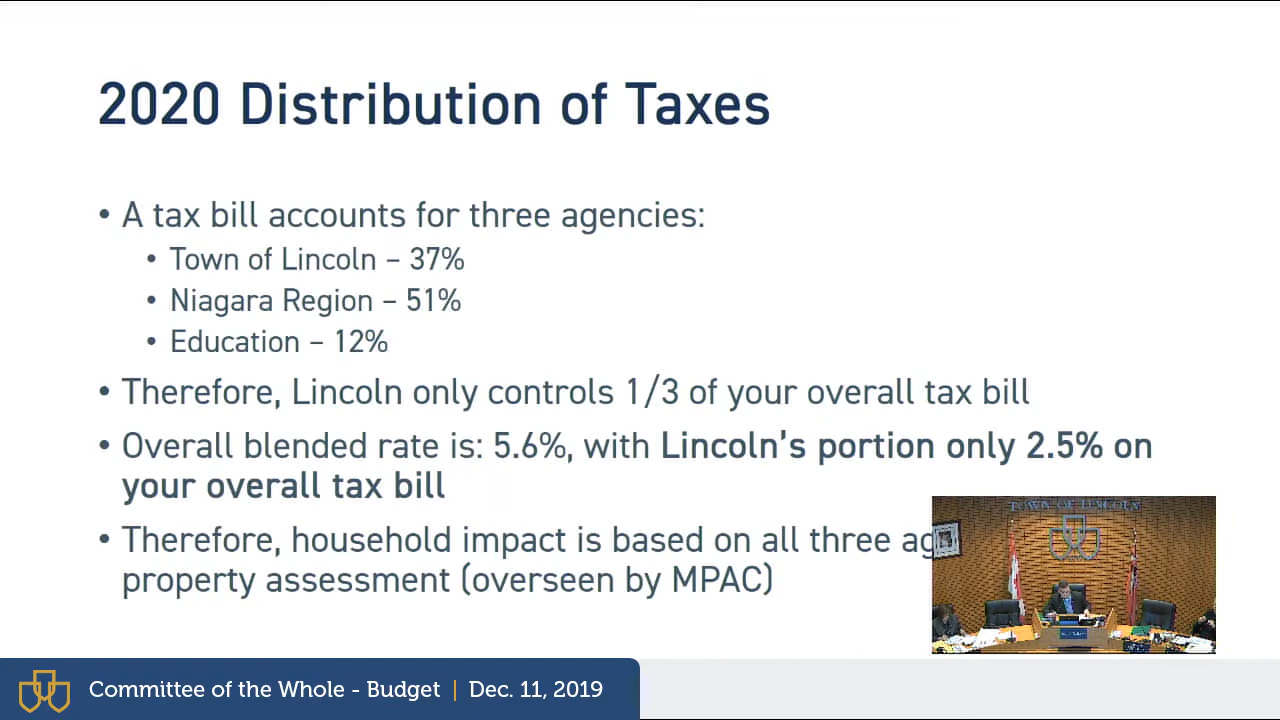 2020 Distribution of Taxes
• A tax bill accounts for three agencies:
• Town of Lincoln – 37%
• Niagara Region – 51%
• Education – 12%
• Therefore, Lincoln only controls 1/3 of your overall tax bill
• Overall blended rate is: 5.6%, with Lincoln's portion only 2.5% on
your overall tax bill
• Therefore, household impact is based on all three
property assessment (overseen by MPAC)
TOWN OF LINCOLN
Committee of the Whole - Budget | Dec. 11, 2019